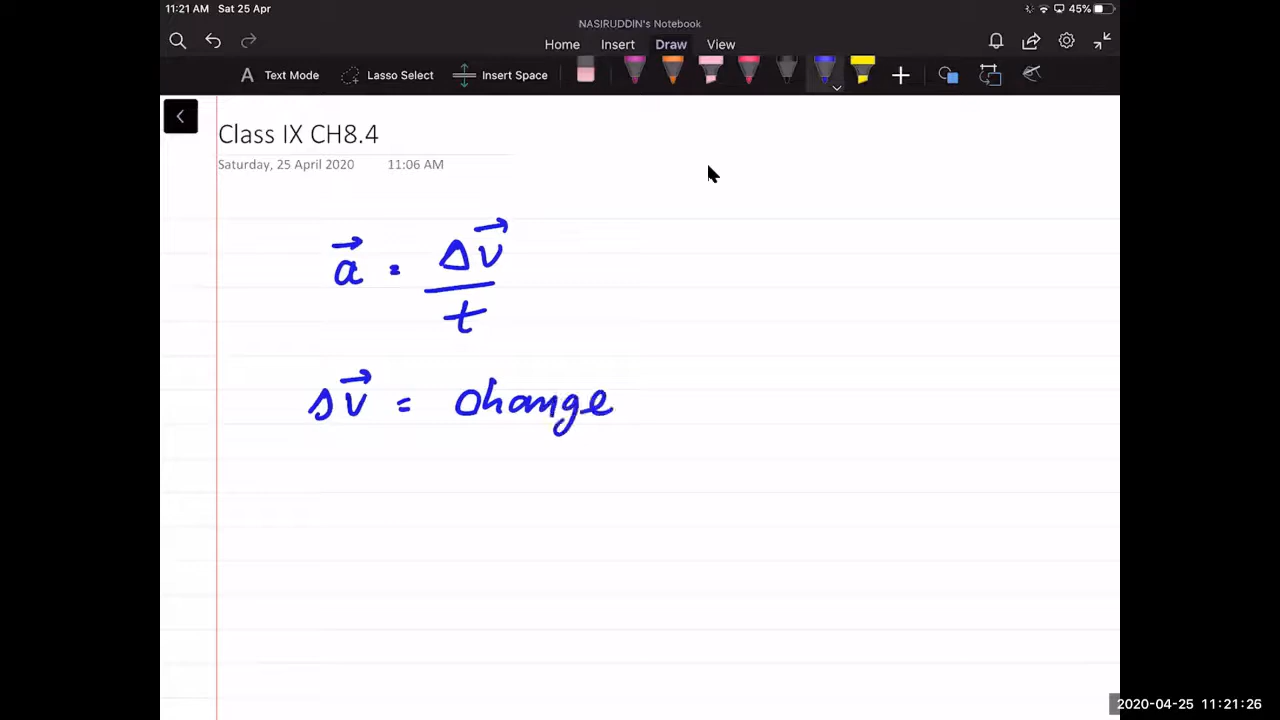 11:21 AM Sat 25 Apr
45%
NASIRUDDIN's Notebook
Home Insert Draw View
A Text Mode Lasso Select Insert Space
Class IX CH8.4
Saturday, 25 April 2020 11:06 AM
a⃗ = Δv⃗
t
Δv⃗ = change
2020-04-25 11:21:26